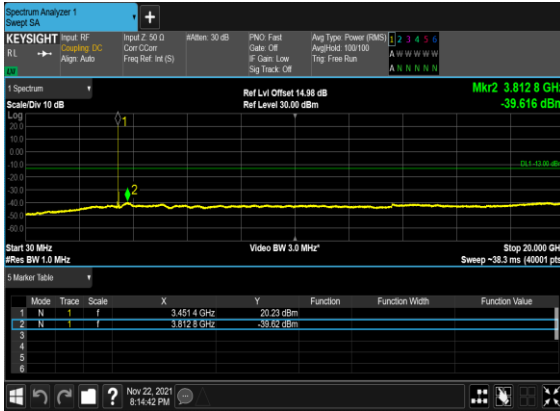 Spectrum Analyzer 1
Swept SA
+
KEYSIGHT Input: RF Input Z: 50 Ω #Atten: 30 dB PNO: Fast Avg Type: Power (RMS) 1 2 3 4 5 6
RL Coupling: DC Corr CCorr Gate: Off Avg|Hold: 100/100 A W W W W W
Align: Auto Freq Ref: Int (S) IF Gain: Low Trig: Free Run
Sig Track: Off A N N N N N
1 Spectrum Ref Lvl Offset 14.98 dB Mkr2 3.812 8 GHz
Scale/Div 10 dB Ref Level 30.00 dBm -39.616 dBm
Log
1
20.0
10.0
0.00
-10.0
DL1 -13.00 dBm
-20.0
-30.0
2
-40.0
-50.0
-60.0
Start 30 MHz Video BW 3.0 MHz* Stop 20.000 GHz
#Res BW 1.0 MHz Sweep ~38.3 ms (40001 pts)
5 Marker Table
Mode Trace Scale X Y Function Function Width Function Value
1 N 1 f 3.451 4 GHz 20.23 dBm
2 N 1 f 3.812 8 GHz -39.62 dBm
3
4
5
6
? Nov 22, 2021
8:14:42 PM